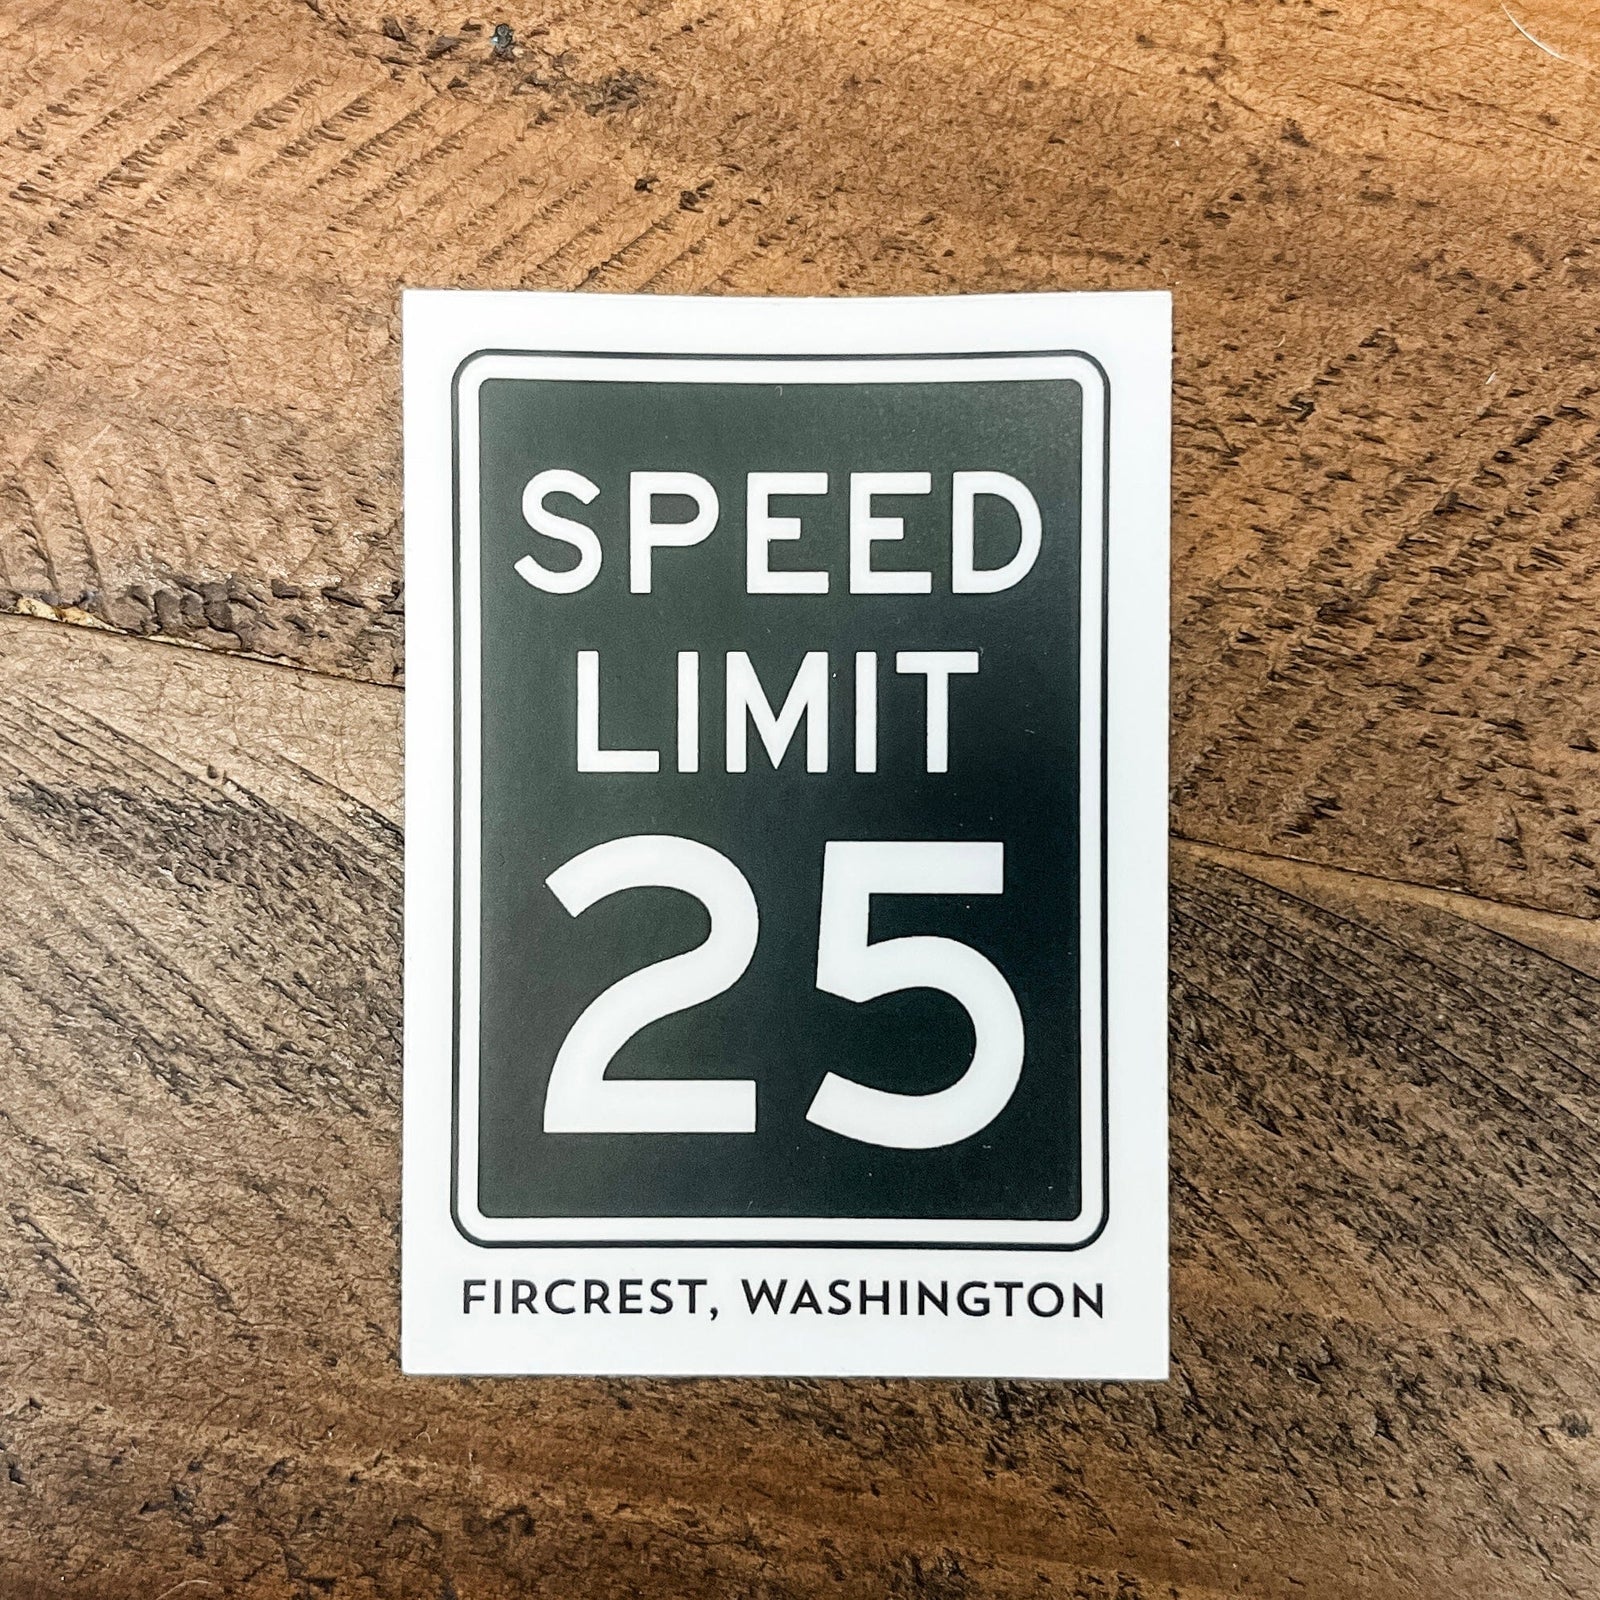 SPEED
LIMIT
25
FIRCREST, WASHINGTON